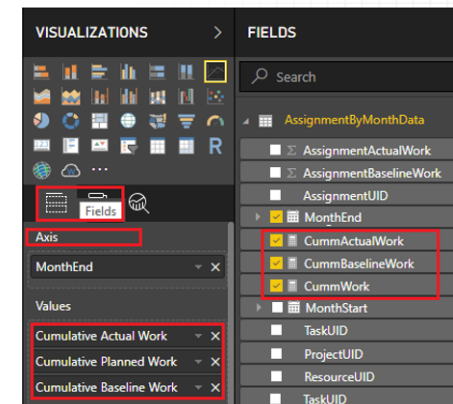 VISUALIZATIONS
R
Fields
Axis
MonthEnd
Values
Cumulative Actual Work
Cumulative Planned Work
Cumulative Baseline Work
FIELDS
Search
AssignmentByMonthData
Σ AssignmentActualWork
Σ AssignmentBaselineWork
AssignmentUID
MonthEnd
CummActualWork
CummBaselineWork
CummWork
MonthStart
TaskUID
ProjectUID
ResourceUID
TaskUID